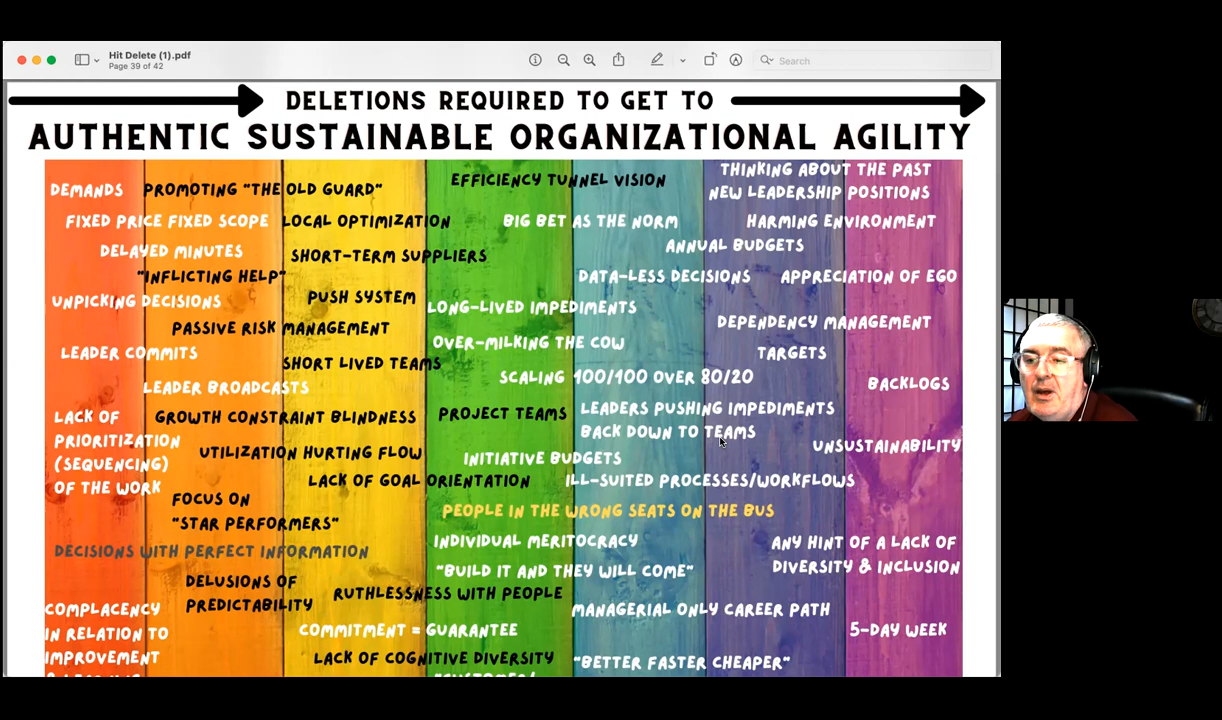 Hit Delete (1).pdf
Page 39 of 42
Search
DELETIONS REQUIRED TO GET TO
AUTHENTIC SUSTAINABLE ORGANIZATIONAL AGILITY
THINKING ABOUT THE PAST
EFFICIENCY TUNNEL VISION
DEMANDS
PROMOTING "THE OLD GUARD"
NEW LEADERSHIP POSITIONS
FIXED PRICE FIXED SCOPE
LOCAL OPTIMIZATION
BIG BET AS THE NORM
HARMING ENVIRONMENT
ANNUAL BUDGETS
DELAYED MINUTES
SHORT-TERM SUPPLIERS
"INFLICTING HELP"
DATA-LESS DECISIONS
APPRECIATION OF EGO
UNPICKING DECISIONS
PUSH SYSTEM
LONG-LIVED IMPEDIMENTS
PASSIVE RISK MANAGEMENT
DEPENDENCY MANAGEMENT
OVER-MILKING THE COW
LEADER COMMITS
TARGETS
SHORT LIVED TEAMS
SCALING 100/100 OVER 80/20
LEADER BROADCASTS
BACKLOGS
LACK OF
PRIORITIZATION
(SEQUENCING)
OF THE WORK
GROWTH CONSTRAINT BLINDNESS
PROJECT TEAMS
LEADERS PUSHING IMPEDIMENTS
BACK DOWN TO TEAMS
UNSUSTAINABILITY
UTILIZATION HURTING FLOW
INITIATIVE BUDGETS
LACK OF GOAL ORIENTATION
ILL-SUITED PROCESSES/WORKFLOWS
FOCUS ON
"STAR PERFORMERS"
PEOPLE IN THE WRONG SEATS ON THE BUS
DECISIONS WITH PERFECT INFORMATION
INDIVIDUAL MERITOCRACY
ANY HINT OF A LACK OF
DIVERSITY & INCLUSION
"BUILD IT AND THEY WILL COME"
DELUSIONS OF
PREDICTABILITY
RUTHLESSNESS WITH PEOPLE
COMPLACENCY
IN RELATION TO
IMPROVEMENT
MANAGERIAL ONLY CAREER PATH
COMMITMENT = GUARANTEE
5-DAY WEEK
LACK OF COGNITIVE DIVERSITY
"BETTER FASTER CHEAPER"